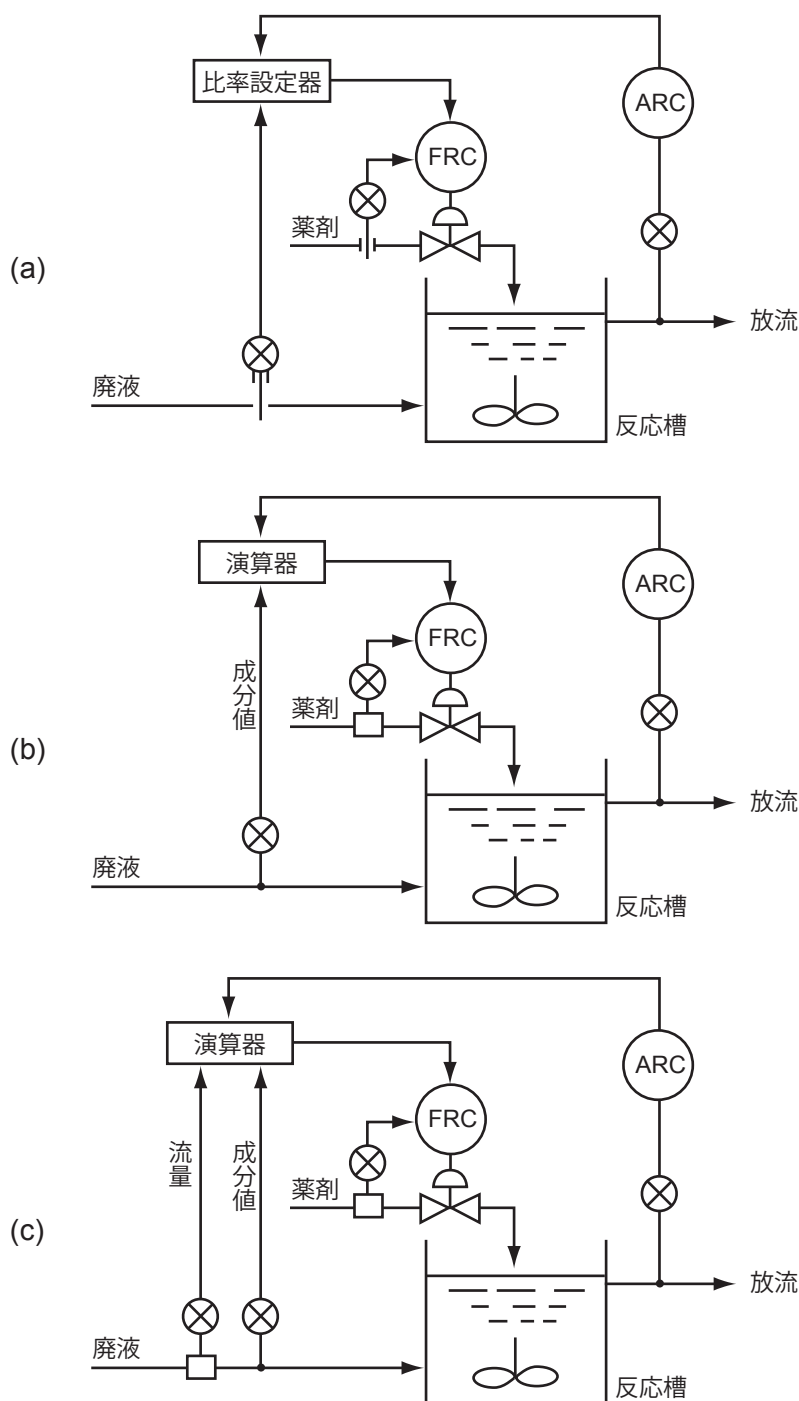 比率設定器
ARC
FRC
薬剤
(a)
放流
廃液
反応槽
演算器
ARC
FRC
成分値
薬剤
(b)
放流
廃液
反応槽
演算器
ARC
FRC
流量
成分値
薬剤
(c)
放流
廃液
反応槽